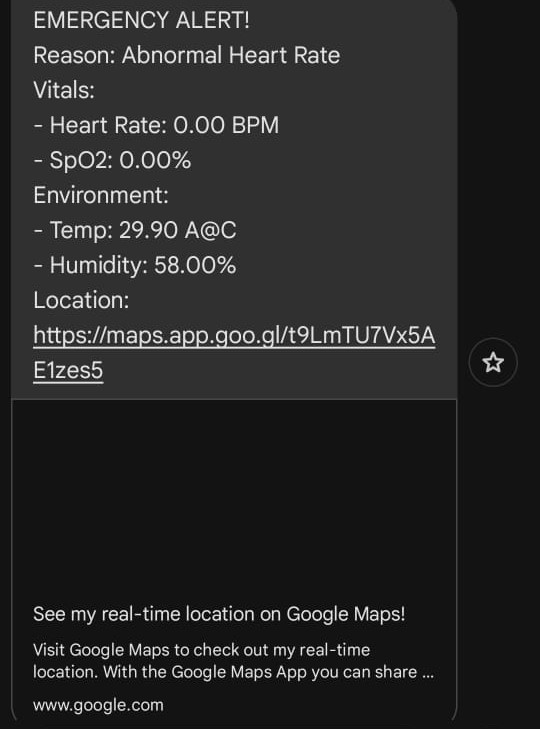 EMERGENCY ALERT!
Reason: Abnormal Heart Rate
Vitals:
- Heart Rate: 0.00 BPM
- SpO2: 0.00%
Environment:
- Temp: 29.90 A@C
- Humidity: 58.00%
Location:
https://maps.app.goo.gl/t9LmTU7Vx5A
E1zes5
See my real-time location on Google Maps!
Visit Google Maps to check out my real-time
location. With the Google Maps App you can share ...
www.google.com